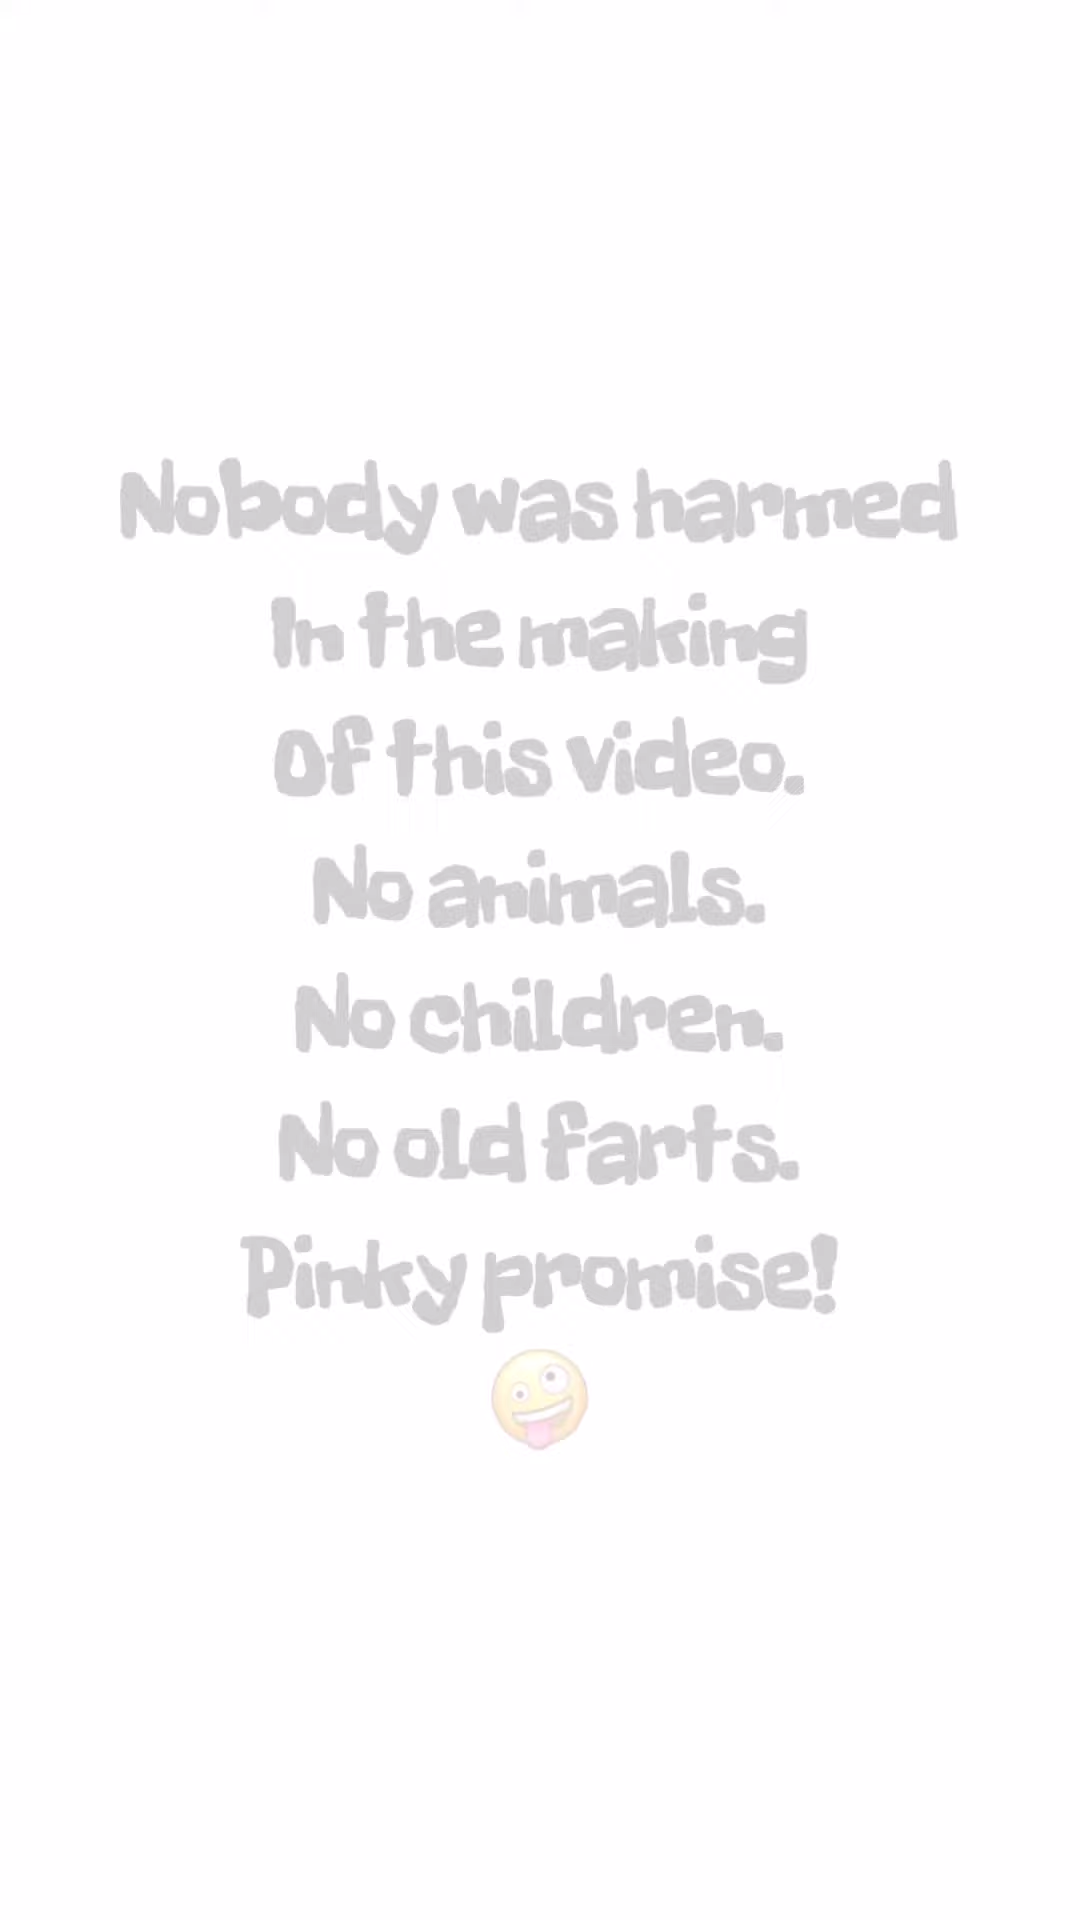 Nobody was harmed
In the making
Of this video.
No animals.
No children.
No old farts.
Pinky promise!
🤪